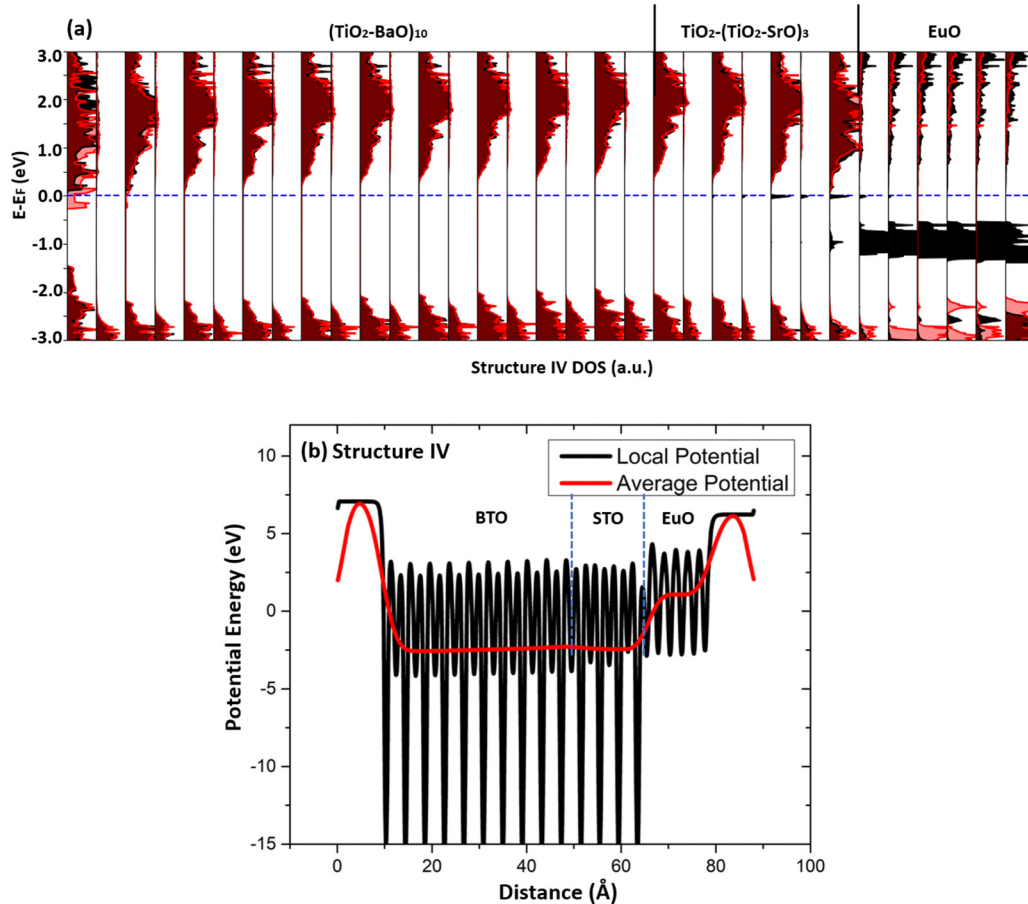 (a)
(TiO₂-BaO)₁₀
TiO₂-(TiO₂-SrO)₃
EuO
3.0
2.0
1.0
0.0
-1.0
-2.0
-3.0
E-EF (eV)
Structure IV DOS (a.u.)
(b) Structure IV
Local Potential
Average Potential
BTO
STO
EuO
10
5
0
-5
-10
-15
Potential Energy (eV)
0
20
40
60
80
100
Distance (Å)